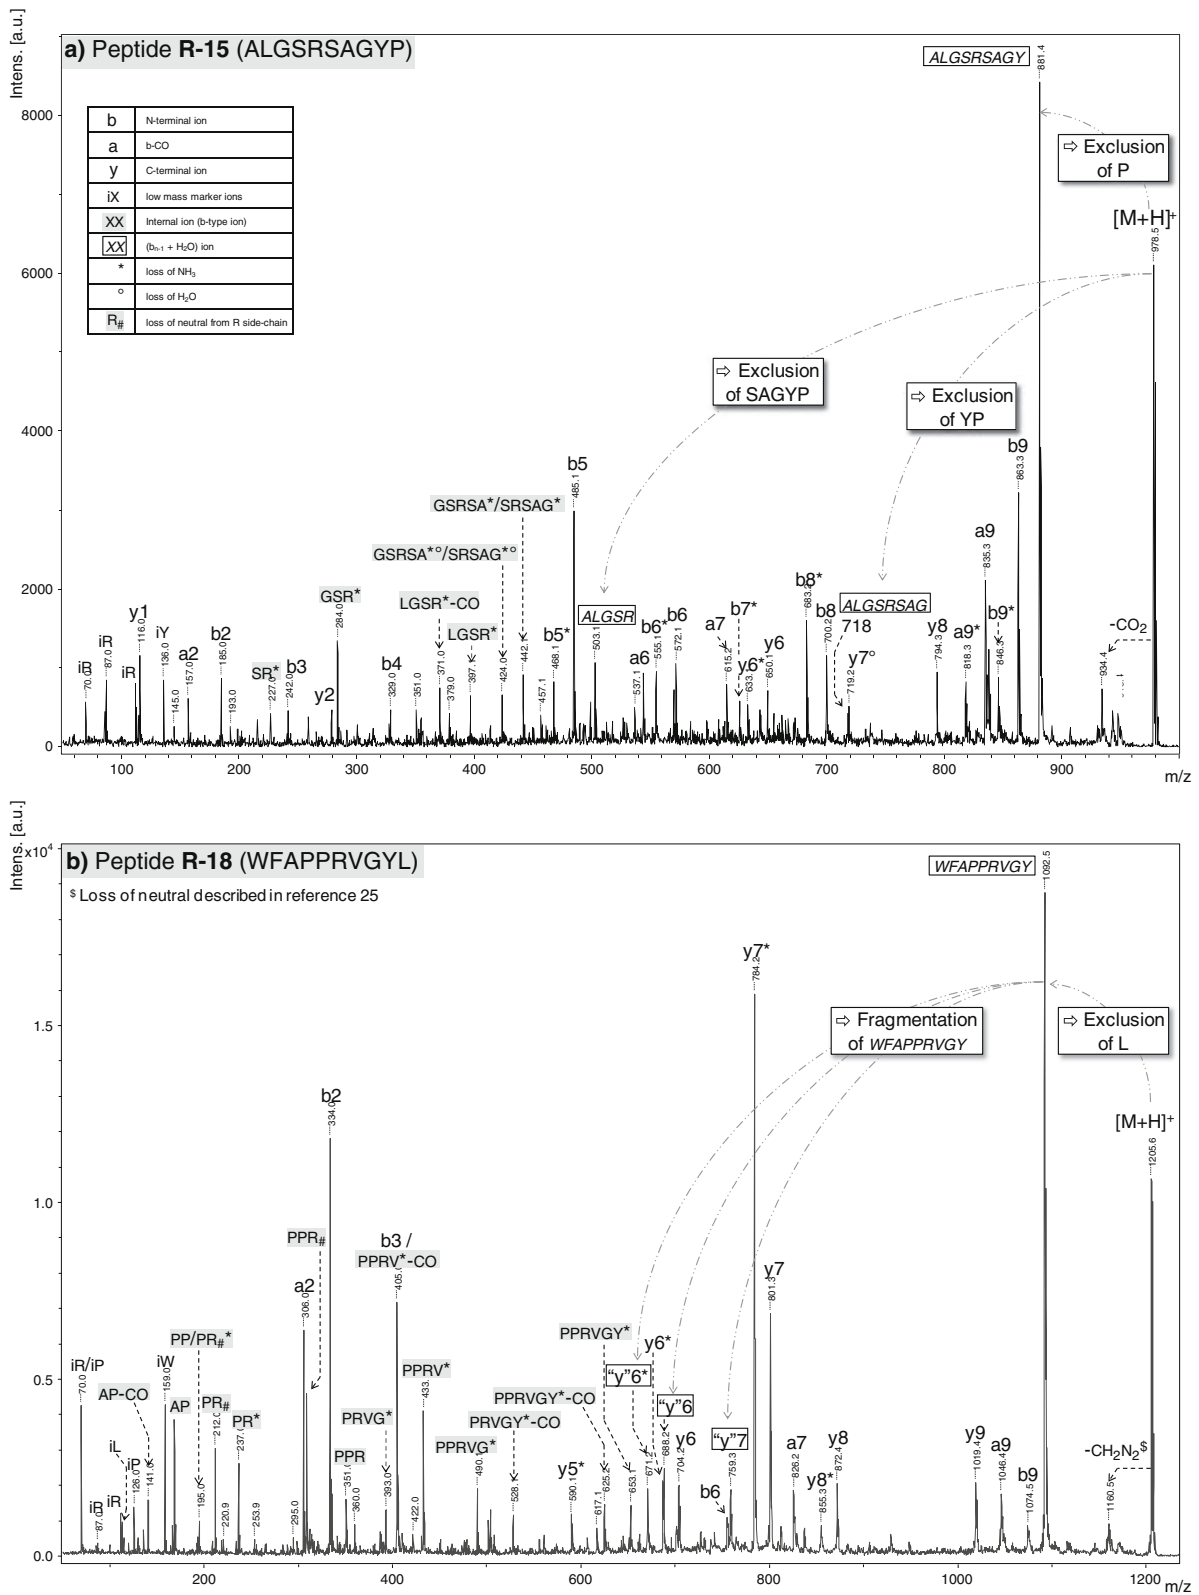 Intens. [a.u.]
a) Peptide R-15 (ALGSRSAGYP)
b N-terminal ion
a b-CO
y C-terminal ion
iX low mass marker ions
XX Internal ion (b-type ion)
XX (bn-1 + H2O) ion
* loss of NH3
° loss of H2O
R# loss of neutral from R side-chain
ALGSRSAGY
881.4
⇨ Exclusion
of P
[M+H]+
978.5
⇨ Exclusion
of SAGYP
⇨ Exclusion
of YP
8000
6000
4000
2000
0
iR
70.0
iR
87.0
iR
y1
116.0
iY
136.0
145.0
a2
157.0
b2
185.0
193.0
SR*
227.0
b3
242.0
y2
GSR*
284.0
b4
329.0
351.0
LGSR*-CO
371.0
379.0
LGSR*
397.
GSRSA*°/SRSAG*°
424.0
GSRSA*/SRSAG*
442.
457.1
b5*
468.1
b5
485.1
ALGSR
503.1
a6
537.1
b6*
555.1
b6
572.1
a7
615.2
b7*
y6*
633.
y6
650.1
b8*
683.2
b8
700.2
718
y7°
719.2
ALGSRSAG
y8
794.3
a9*
818.3
a9
835.3
b9*
846.3
b9
863.3
-CO2
934.4
100 200 300 400 500 600 700 800 900
m/z
Intens. [a.u.]
x10^4
b) Peptide R-18 (WFAPPRVGYL)
$ Loss of neutral described in reference 25
WFAPPRVGY
1092.5
⇨ Fragmentation
of WFAPPRVGY
⇨ Exclusion
of L
[M+H]+
1205.6
1.5
1.0
0.5
0.0
iR/iP
70.0
iR
87.0
iR
iL
iP
126.0
AP-CO
141.0
iW
159.0
AP
PP/PR#*
195.0
PR#
212.0
220.9
PR*
237.0
253.9
295.0
a2
306.0
PPR#
b2
334.0
PPR
351.0
360.0
PRVG*
393.0
b3 /
PPRV*-CO
405.
422.0
PPRV*
433.
PPRVG*
490.
PRVGY*-CO
528.
y5*
590.1
617.1
PPRVGY*-CO
625.2
PPRVGY*
653.1
"y"6*
671.2
y6*
"y"6
688.2
y6
704.2
b6
"y"7
759.3
y7*
784.2
y7
801.3
a7
826.2
y8*
855.3
y8
872.4
y9
1019.4
a9
1046.4
b9
1074.5
-CH2N2$
1160.5
200 400 600 800 1000 1200
m/z